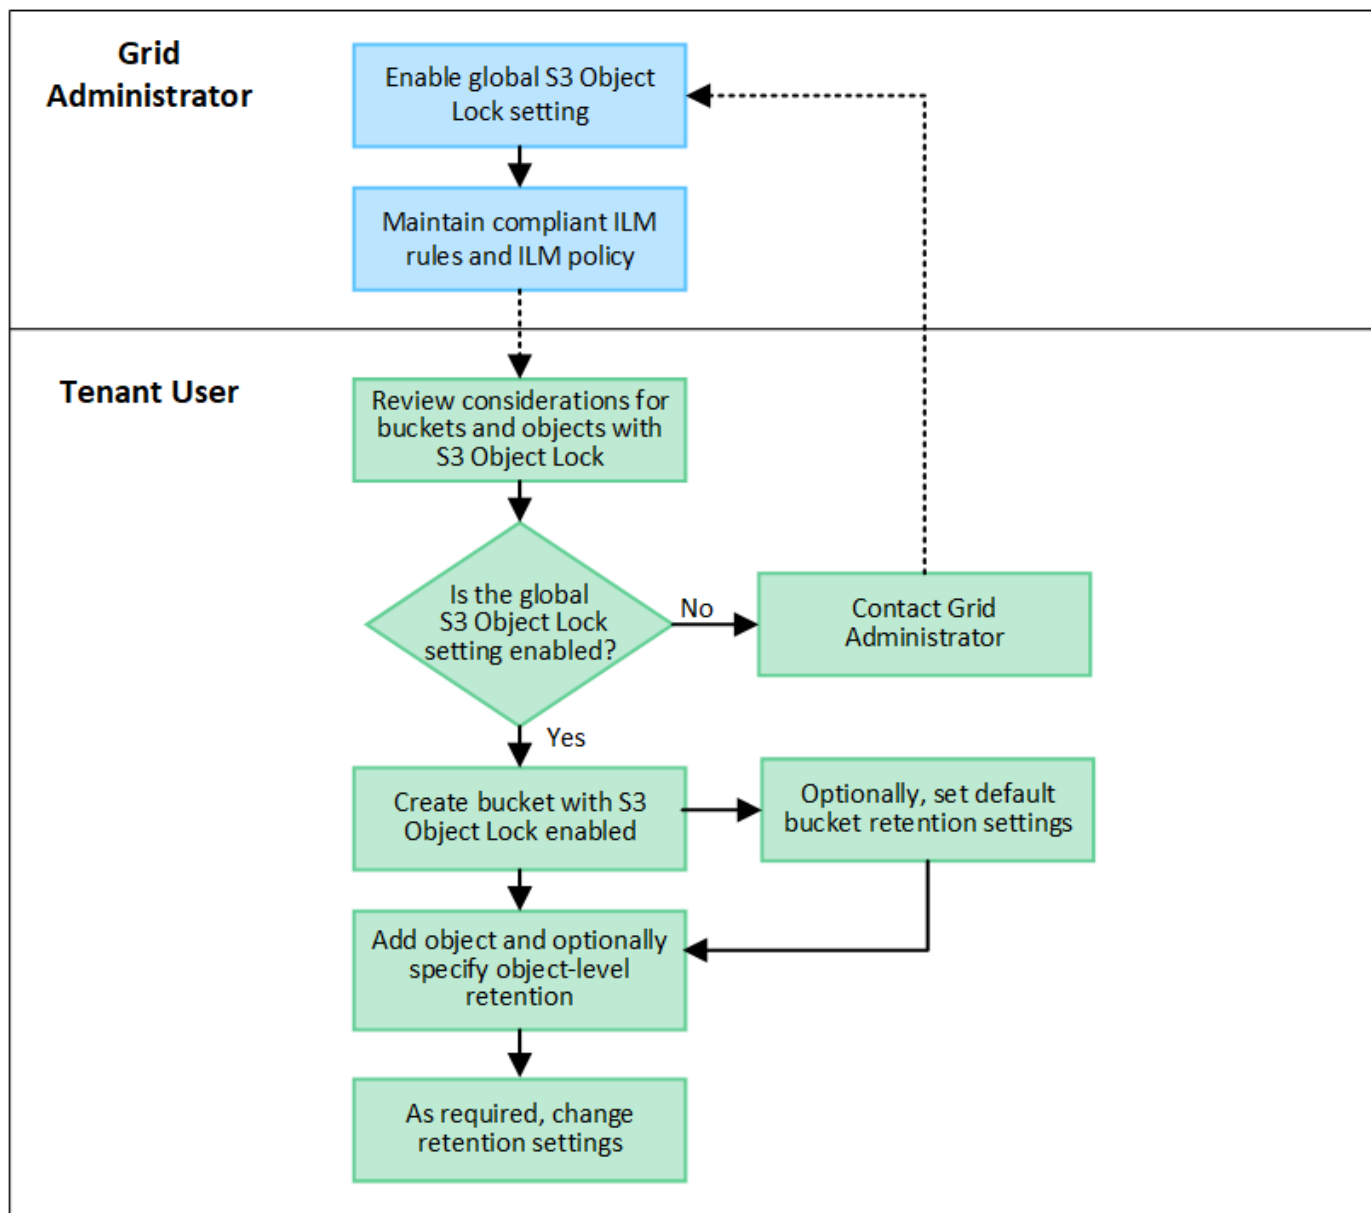 Grid
Administrator
Enable global S3 Object
Lock setting
Maintain compliant ILM
rules and ILM policy
Tenant User
Review considerations for
buckets and objects with
S3 Object Lock
Is the global
S3 Object Lock
setting enabled?
No
Contact Grid
Administrator
Yes
Create bucket with S3
Object Lock enabled
Optionally, set default
bucket retention settings
Add object and optionally
specify object-level
retention
As required, change
retention settings